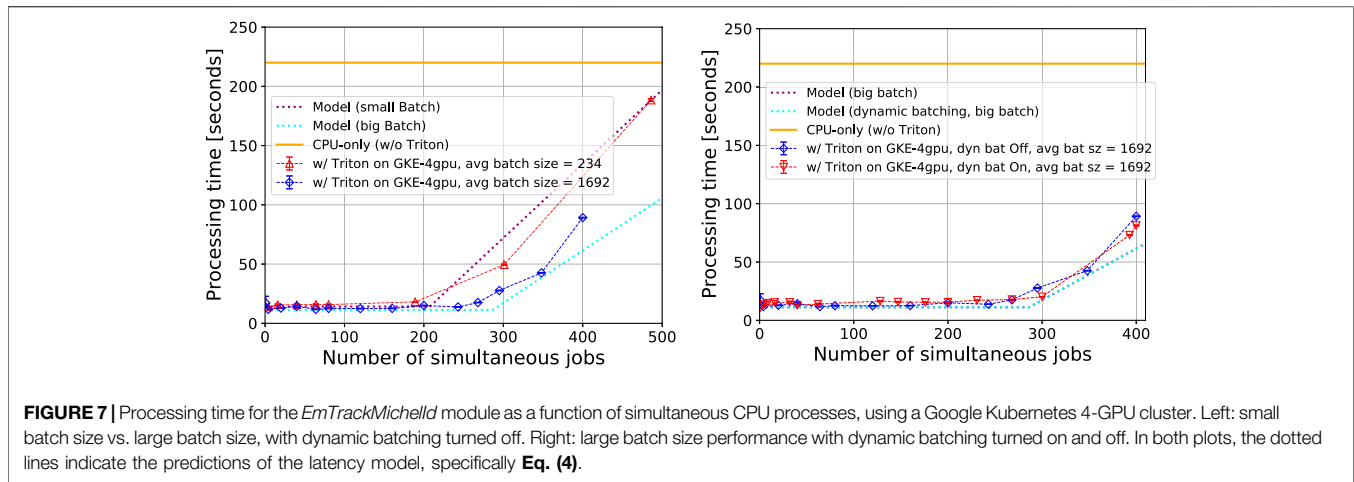 250
200
150
100
50
0
Processing time [seconds]
Model (small Batch)
Model (big Batch)
CPU-only (w/o Triton)
w/ Triton on GKE-4gpu, avg batch size = 234
w/ Triton on GKE-4gpu, avg batch size = 1692
0 100 200 300 400 500
Number of simultaneous jobs
250
200
150
100
50
0
Processing time [seconds]
Model (big batch)
Model (dynamic batching, big batch)
CPU-only (w/o Triton)
w/ Triton on GKE-4gpu, dyn bat Off, avg bat sz = 1692
w/ Triton on GKE-4gpu, dyn bat On, avg bat sz = 1692
0 100 200 300 400
Number of simultaneous jobs
FIGURE 7 | Processing time for the EmTrackMichelId module as a function of simultaneous CPU processes, using a Google Kubernetes 4-GPU cluster. Left: small
batch size vs. large batch size, with dynamic batching turned off. Right: large batch size performance with dynamic batching turned on and off. In both plots, the dotted
lines indicate the predictions of the latency model, specifically Eq. (4).